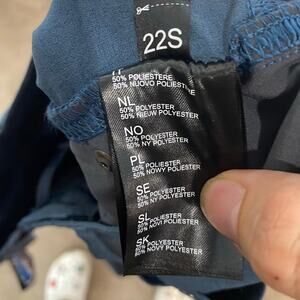 22S
IT
50% POLIESTERE
50% NUOVO POLIESTERE
NL
50% POLYESTER
50% NIEUW POLYESTER
NO
50% POLYESTER
50% NY POLYESTER
PL
50% POLIESTER
50% NOWY POLIESTER
SE
50% POLYESTER
50% NY POLYESTER
SL
50% POLIESTER
50% NOVI POLIESTER
SK
50% POLYESTER
50% NOVÝ POLYESTER